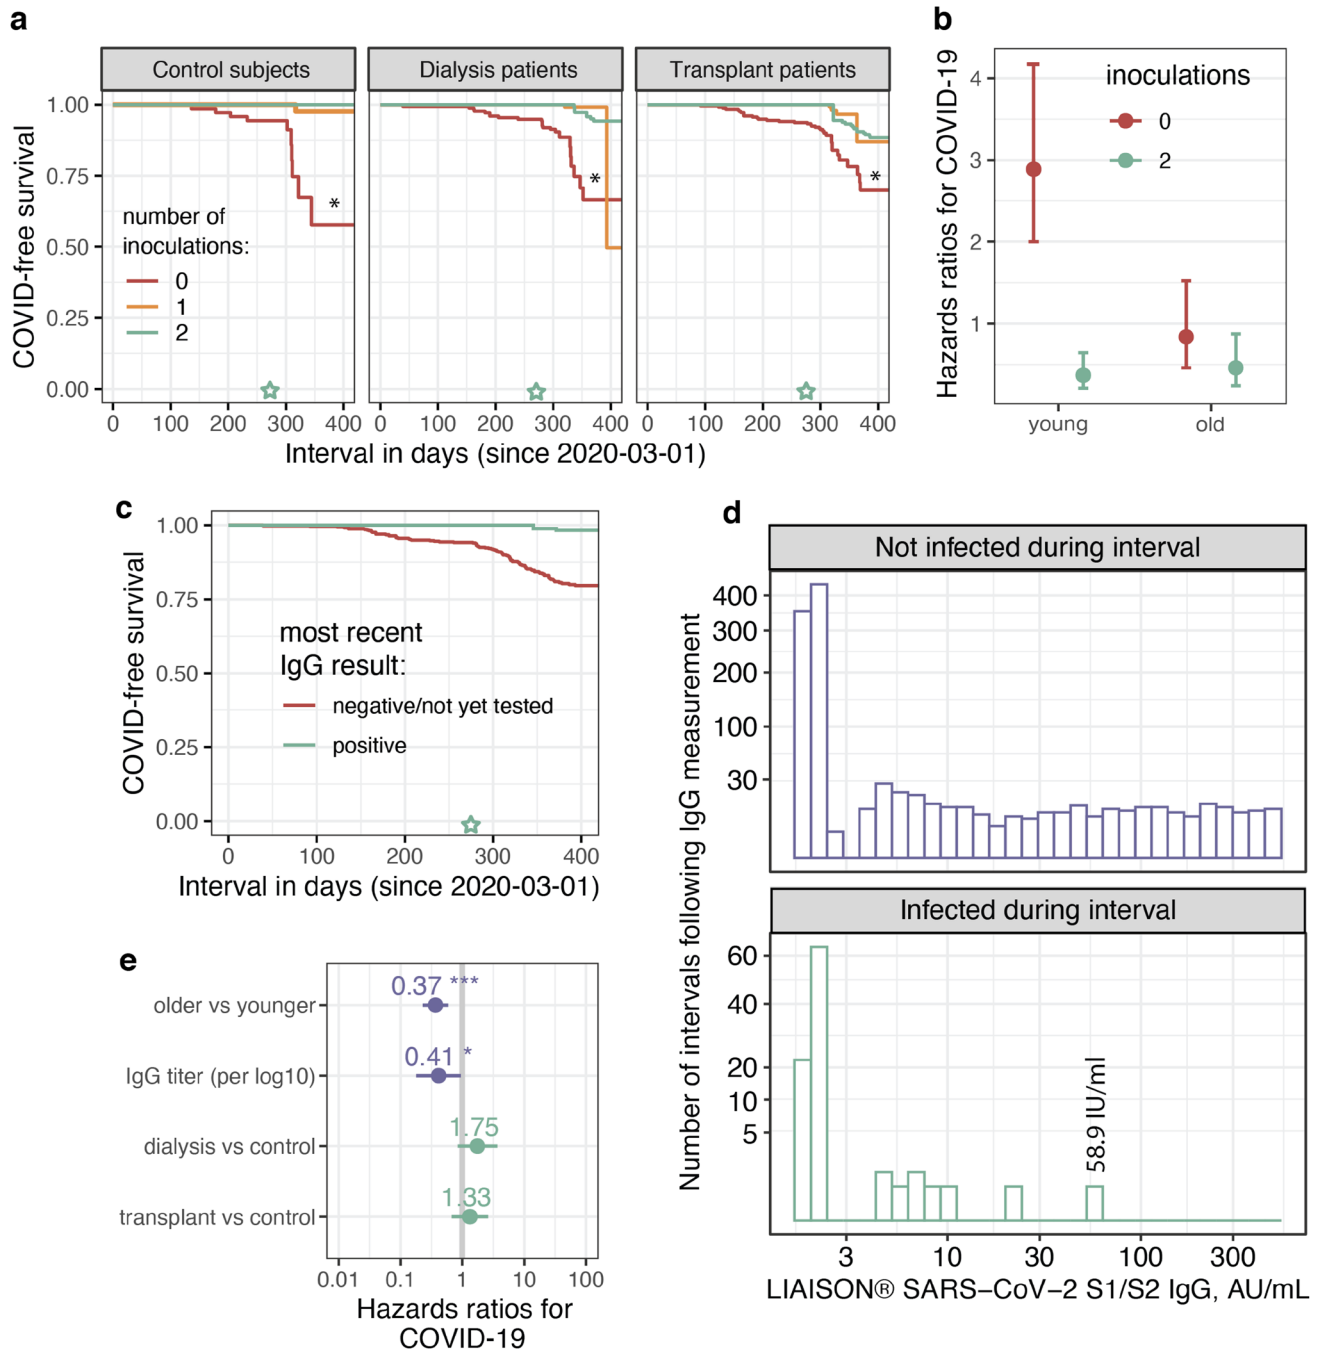 a
Control subjects
Dialysis patients
Transplant patients
COVID-free survival
1.00
0.75
0.50
0.25
0.00
*
*
*
number of
inoculations:
0
1
2
0 100 200 300 400
0 100 200 300 400
0 100 200 300 400
Interval in days (since 2020-03-01)
b
Hazards ratios for COVID-19
4
3
2
1
inoculations
0
2
young
old
c
COVID-free survival
1.00
0.75
0.50
0.25
0.00
most recent
IgG result:
negative/not yet tested
positive
0 100 200 300 400
Interval in days (since 2020-03-01)
d
Number of intervals following IgG measurement
Not infected during interval
400
300
200
100
30
Infected during interval
60
40
20
10
5
58.9 IU/ml
3 10 30 100 300
LIAISON® SARS−CoV−2 S1/S2 IgG, AU/mL
e
older vs younger
0.37 ***
IgG titer (per log10)
0.41 *
dialysis vs control
1.75
transplant vs control
1.33
0.01 0.1 1 10 100
Hazards ratios for
COVID-19